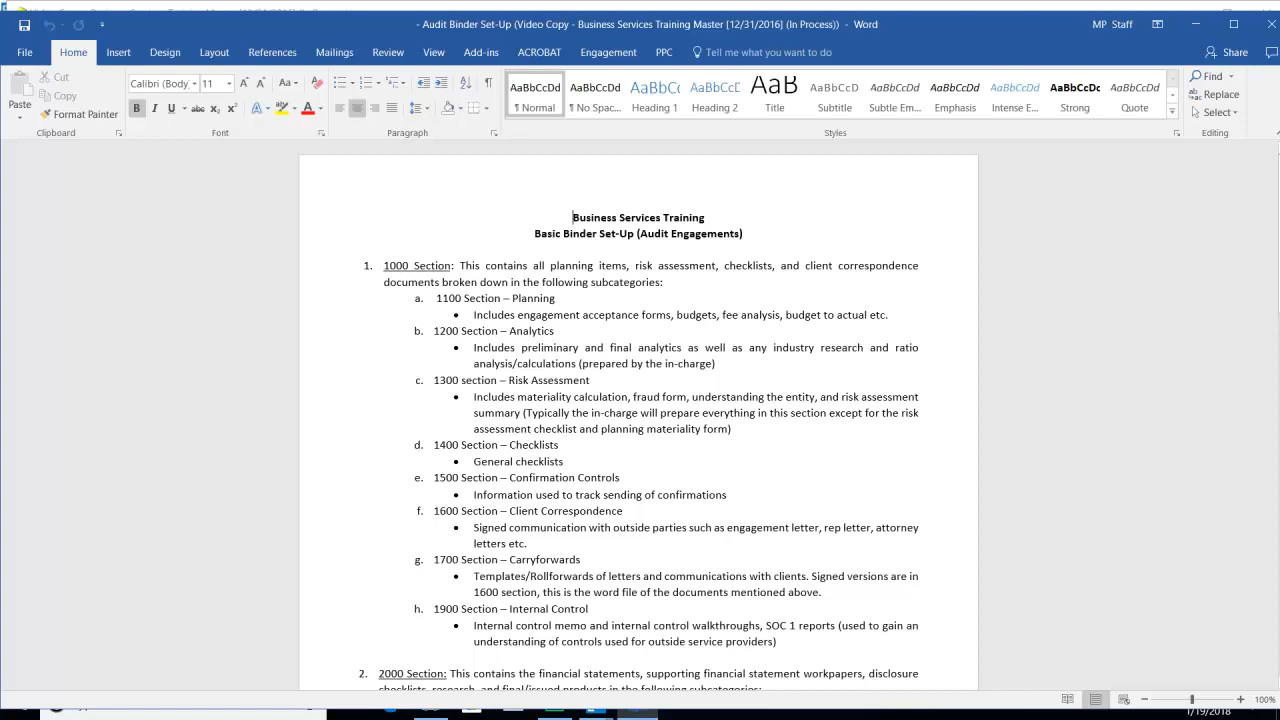 - Audit Binder Set-Up (Video Copy - Business Services Training Master [12/31/2016] (In Process)) - Word
MP Staff
File Home Insert Design Layout References Mailings Review View Add-ins ACROBAT Engagement PPC Tell me what you want to do Share
Paste
Cut
Copy
Format Painter
Calibri (Body) 11
AaBbCcDd AaBbCcDd AaBbCc AaBbCcD AaB AaBbCcD AaBbCcDd AaBbCcDd AaBbCcDd AaBbCcDc AaBbCcDd
¶ Normal ¶ No Spac... Heading 1 Heading 2 Title Subtitle Subtle Em... Emphasis Intense E... Strong Quote
Find
Replace
Select
Clipboard Font Paragraph Styles Editing
Business Services Training
Basic Binder Set-Up (Audit Engagements)
1. 1000 Section: This contains all planning items, risk assessment, checklists, and client correspondence
documents broken down in the following subcategories:
a. 1100 Section – Planning
• Includes engagement acceptance forms, budgets, fee analysis, budget to actual etc.
b. 1200 Section – Analytics
• Includes preliminary and final analytics as well as any industry research and ratio
analysis/calculations (prepared by the in-charge)
c. 1300 section – Risk Assessment
• Includes materiality calculation, fraud form, understanding the entity, and risk assessment
summary (Typically the in-charge will prepare everything in this section except for the risk
assessment checklist and planning materiality form)
d. 1400 Section – Checklists
• General checklists
e. 1500 Section – Confirmation Controls
• Information used to track sending of confirmations
f. 1600 Section – Client Correspondence
• Signed communication with outside parties such as engagement letter, rep letter, attorney
letters etc.
g. 1700 Section – Carryforwards
• Templates/Rollforwards of letters and communications with clients. Signed versions are in
1600 section, this is the word file of the documents mentioned above.
h. 1900 Section – Internal Control
• Internal control memo and internal control walkthroughs, SOC 1 reports (used to gain an
understanding of controls used for outside service providers)
2. 2000 Section: This contains the financial statements, supporting financial statement workpapers, disclosure
checklists, research, and final/issued products in the following subcategories:
100%
1/19/2018